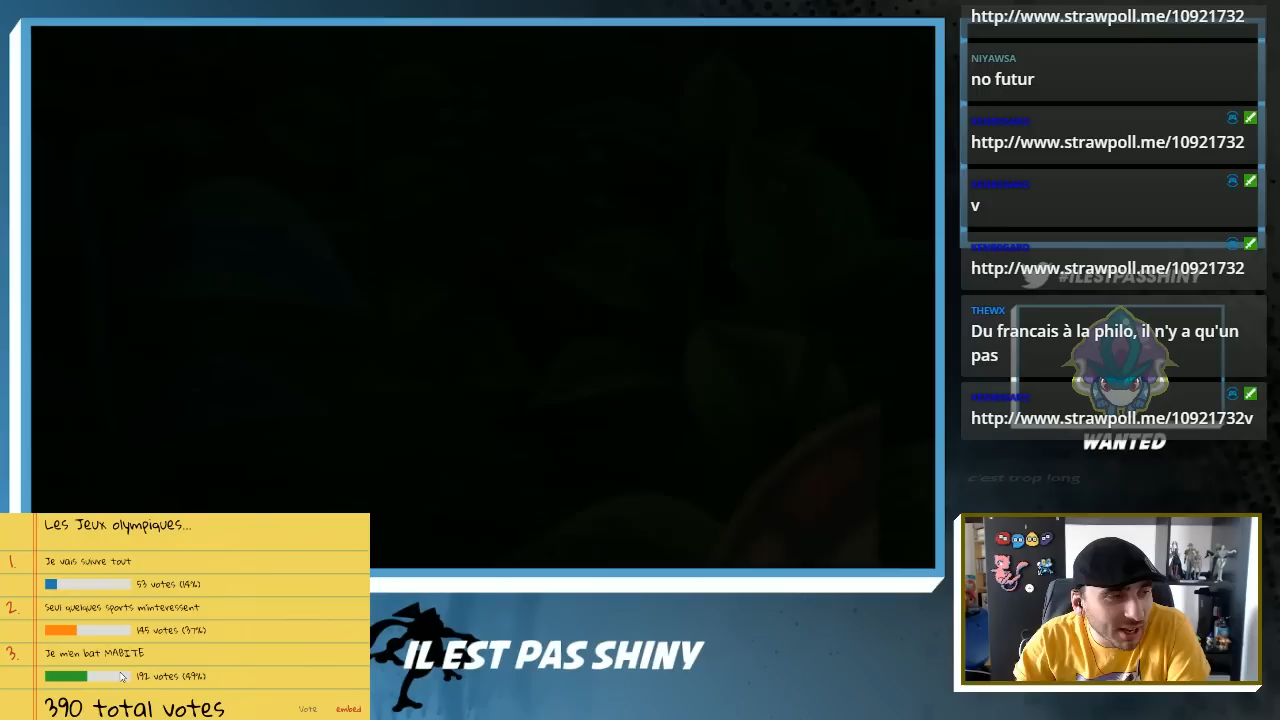 http://www.strawpoll.me/10921732
NIYAWSA
no futur
http://www.strawpoll.me/10921732
v
http://www.strawpoll.me/10921732
#ILESTPASSHINY
THEWX
Du francais à la philo, il n'y a qu'un
pas
http://www.strawpoll.me/10921732v
WANTED
c'est trop long
Les Jeux olympiques...
1. Je vais suivre tout
53 votes (14%)
2. Seul quelques sports m'interessent
145 votes (37%)
3. Je m'en bat MABITE
192 votes (49%)
390 total votes
Vote embed
IL EST PAS SHINY